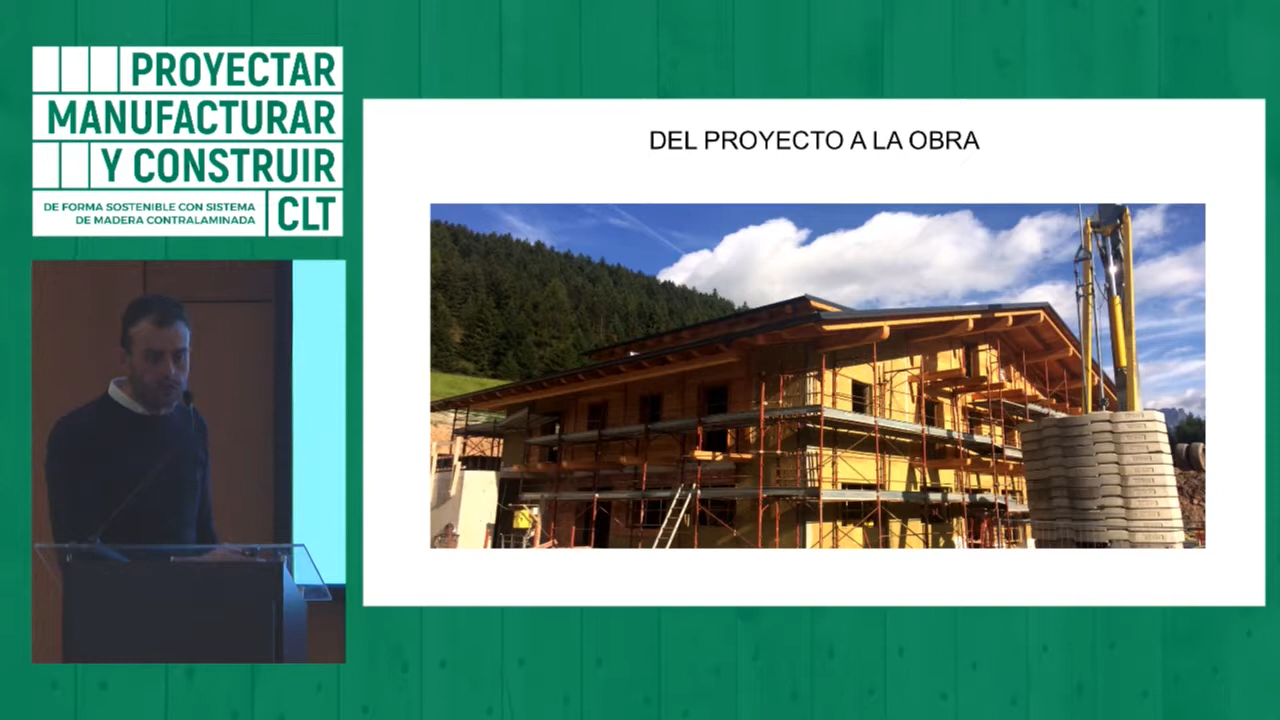 PROYECTAR
MANUFACTURAR
Y CONSTRUIR
DE FORMA SOSTENIBLE CON SISTEMA
DE MADERA CONTRALAMINADA
CLT
DEL PROYECTO A LA OBRA